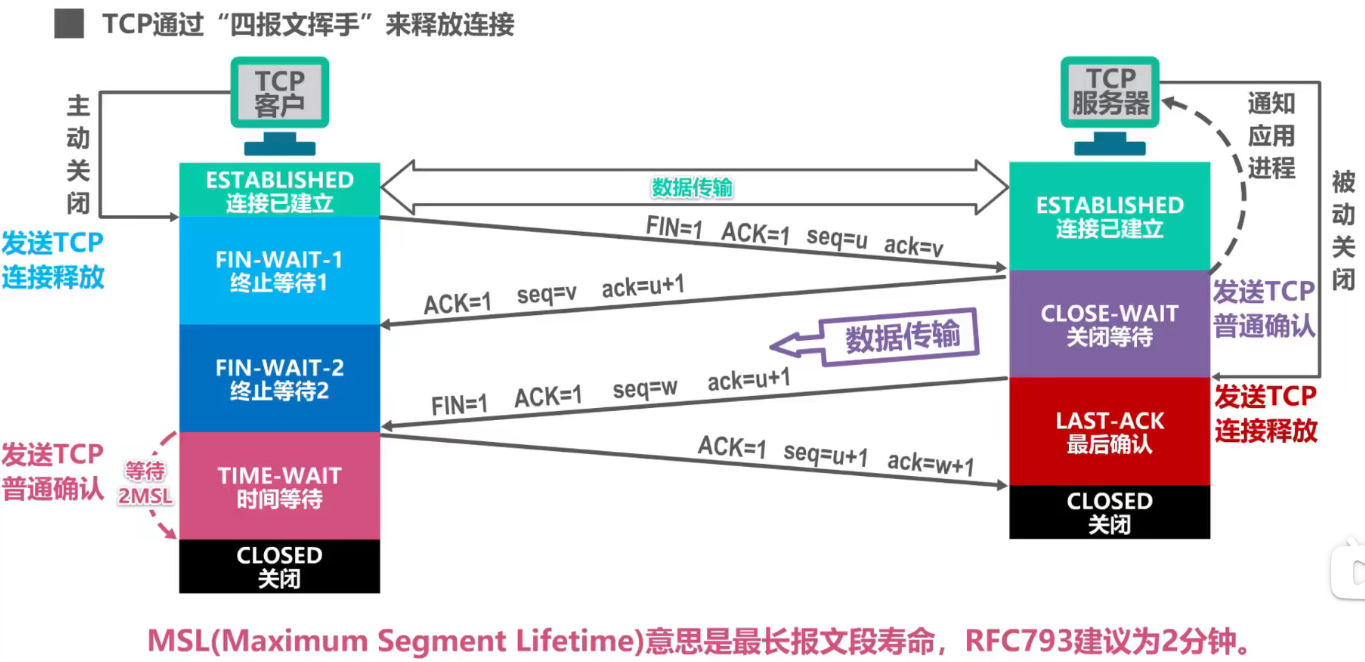 TCP通过“四报文挥手”来释放连接
TCP
客户
TCP
服务器
主
动
关
闭
通知
应用
进程
被
动
关
闭
ESTABLISHED
连接已建立
数据传输
ESTABLISHED
连接已建立
发送TCP
连接释放
FIN=1 ACK=1 seq=u ack=v
FIN-WAIT-1
终止等待1
ACK=1 seq=v ack=u+1
CLOSE-WAIT
关闭等待
发送TCP
普通确认
数据传输
FIN-WAIT-2
终止等待2
FIN=1 ACK=1 seq=w ack=u+1
发送TCP
连接释放
LAST-ACK
最后确认
发送TCP
普通确认
等待
2MSL
TIME-WAIT
时间等待
ACK=1 seq=u+1 ack=w+1
CLOSED
关闭
CLOSED
关闭
MSL(Maximum Segment Lifetime)意思是最长报文段寿命，RFC793建议为2分钟。